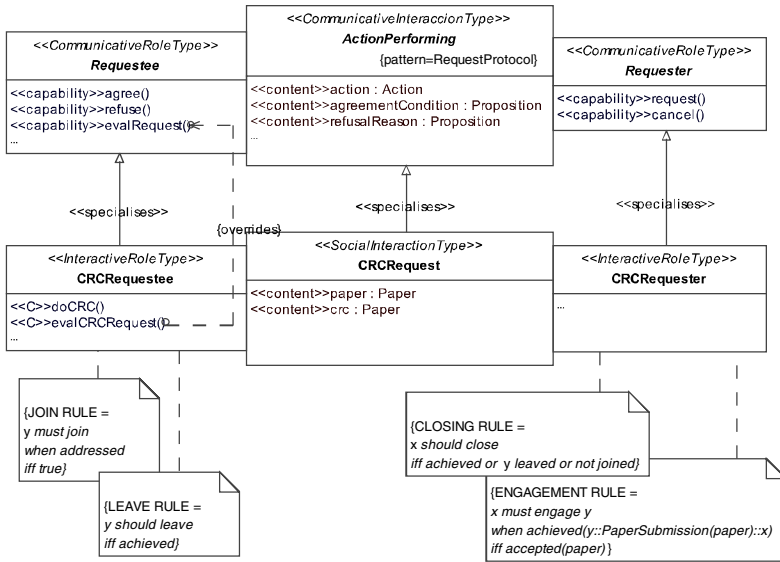 <<CommunicativeRoleType>>
Requestee
<<capability>>agree()
<<capability>>refuse()
<<capability>>evalRequest()
...
<<CommunicativeInteraccionType>>
ActionPerforming
{pattern=RequestProtocol}
<<content>>action : Action
<<content>>agreementCondition : Proposition
<<content>>refusalReason : Proposition
...
<<CommunicativeRoleType>>
Requester
<<capability>>request()
<<capability>>cancel()
<<specialises>>
<<specialises>>
<<specialises>>
{overrides}
<<InteractiveRoleType>>
CRCRequestee
<<C>>doCRC()
<<C>>evalCRCRequest()
...
<<SocialInteractionType>>
CRCRequest
<<content>>paper : Paper
<<content>>crc : Paper
<<InteractiveRoleType>>
CRCRequester
...
{JOIN RULE =
y must join
when addressed
iff true}
{LEAVE RULE =
y should leave
iff achieved}
{CLOSING RULE =
x should close
iff achieved or y leaved or not joined}
{ENGAGEMENT RULE =
x must engage y
when achieved(y::PaperSubmission(paper)::x)
iff accepted(paper) }